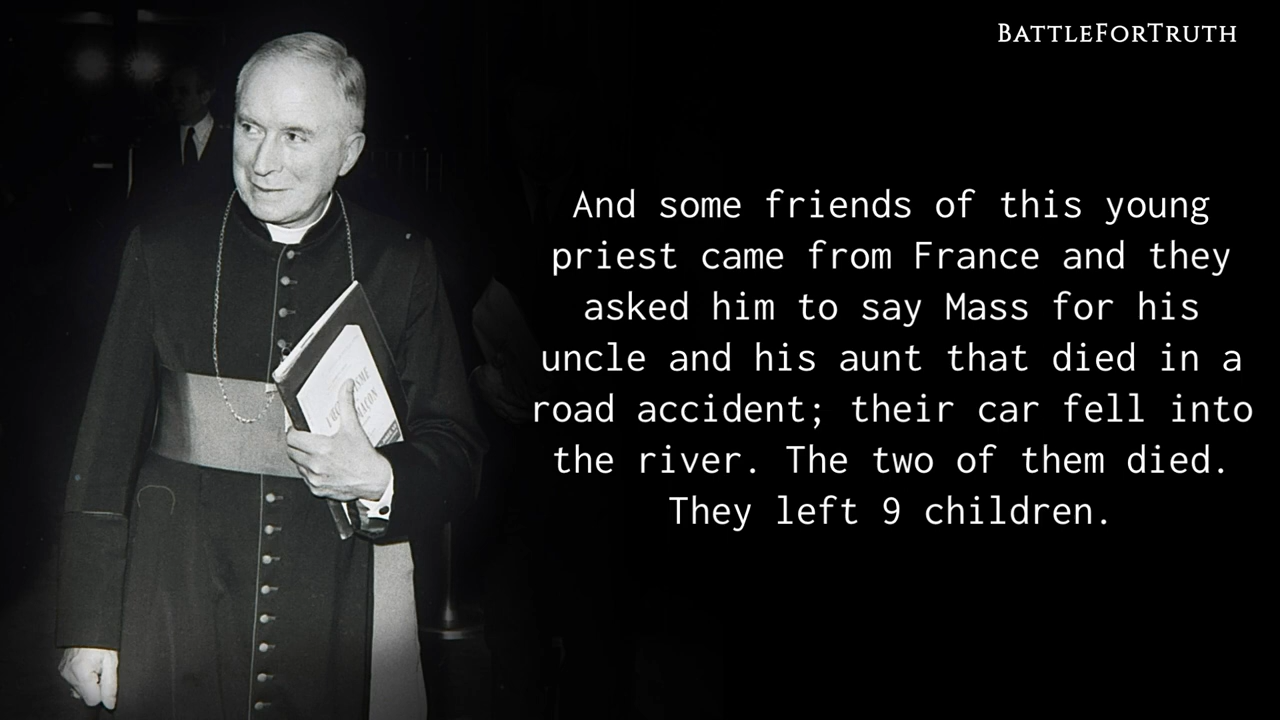 BATTLEFORTRUTH
And some friends of this young
priest came from France and they
asked him to say Mass for his
uncle and his aunt that died in a
road accident; their car fell into
the river. The two of them died.
They left 9 children.